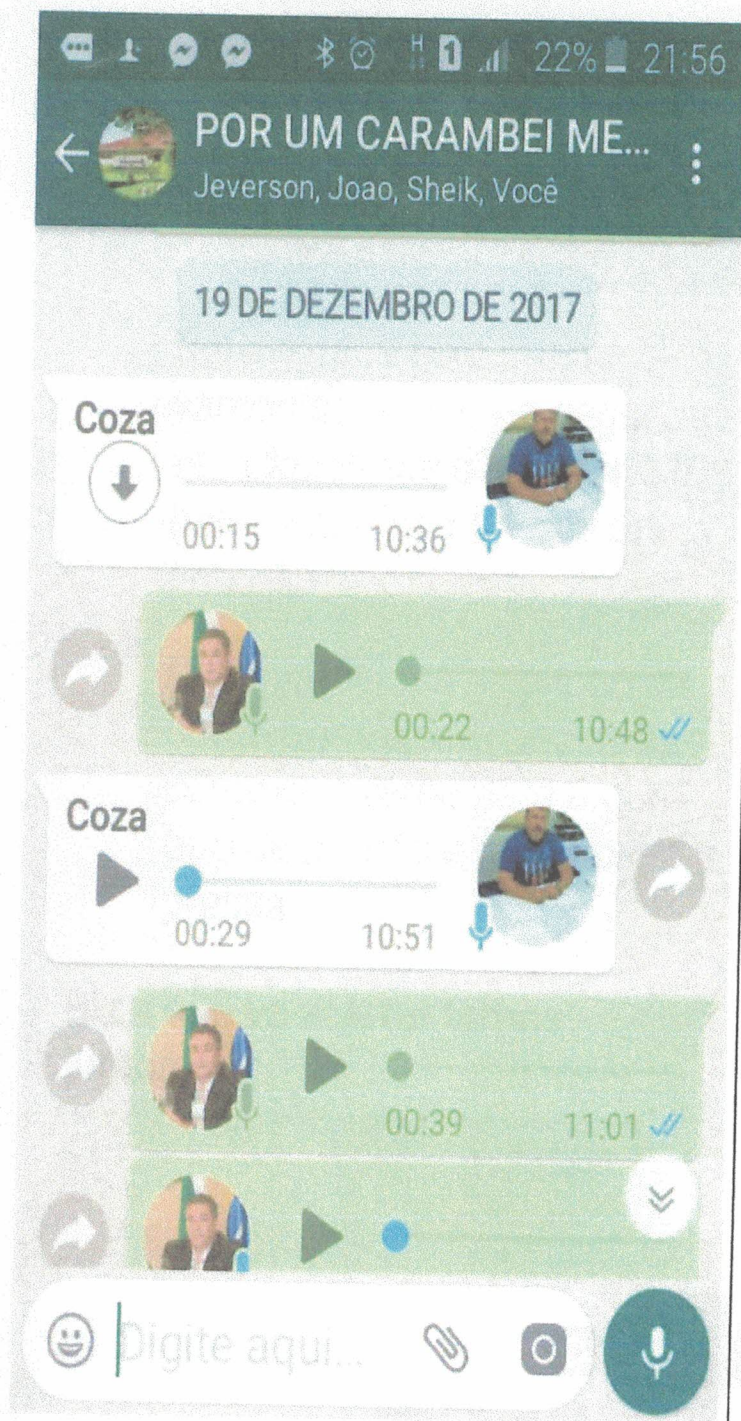 H 1 22% 21:56
POR UM CARAMBEI ME...
Jeverson, Joao, Sheik, Você
19 DE DEZEMBRO DE 2017
Coza
00:15 10:36
00:22 10:48
Coza
00:29 10:51
00:39 11:01
Digite aqui...